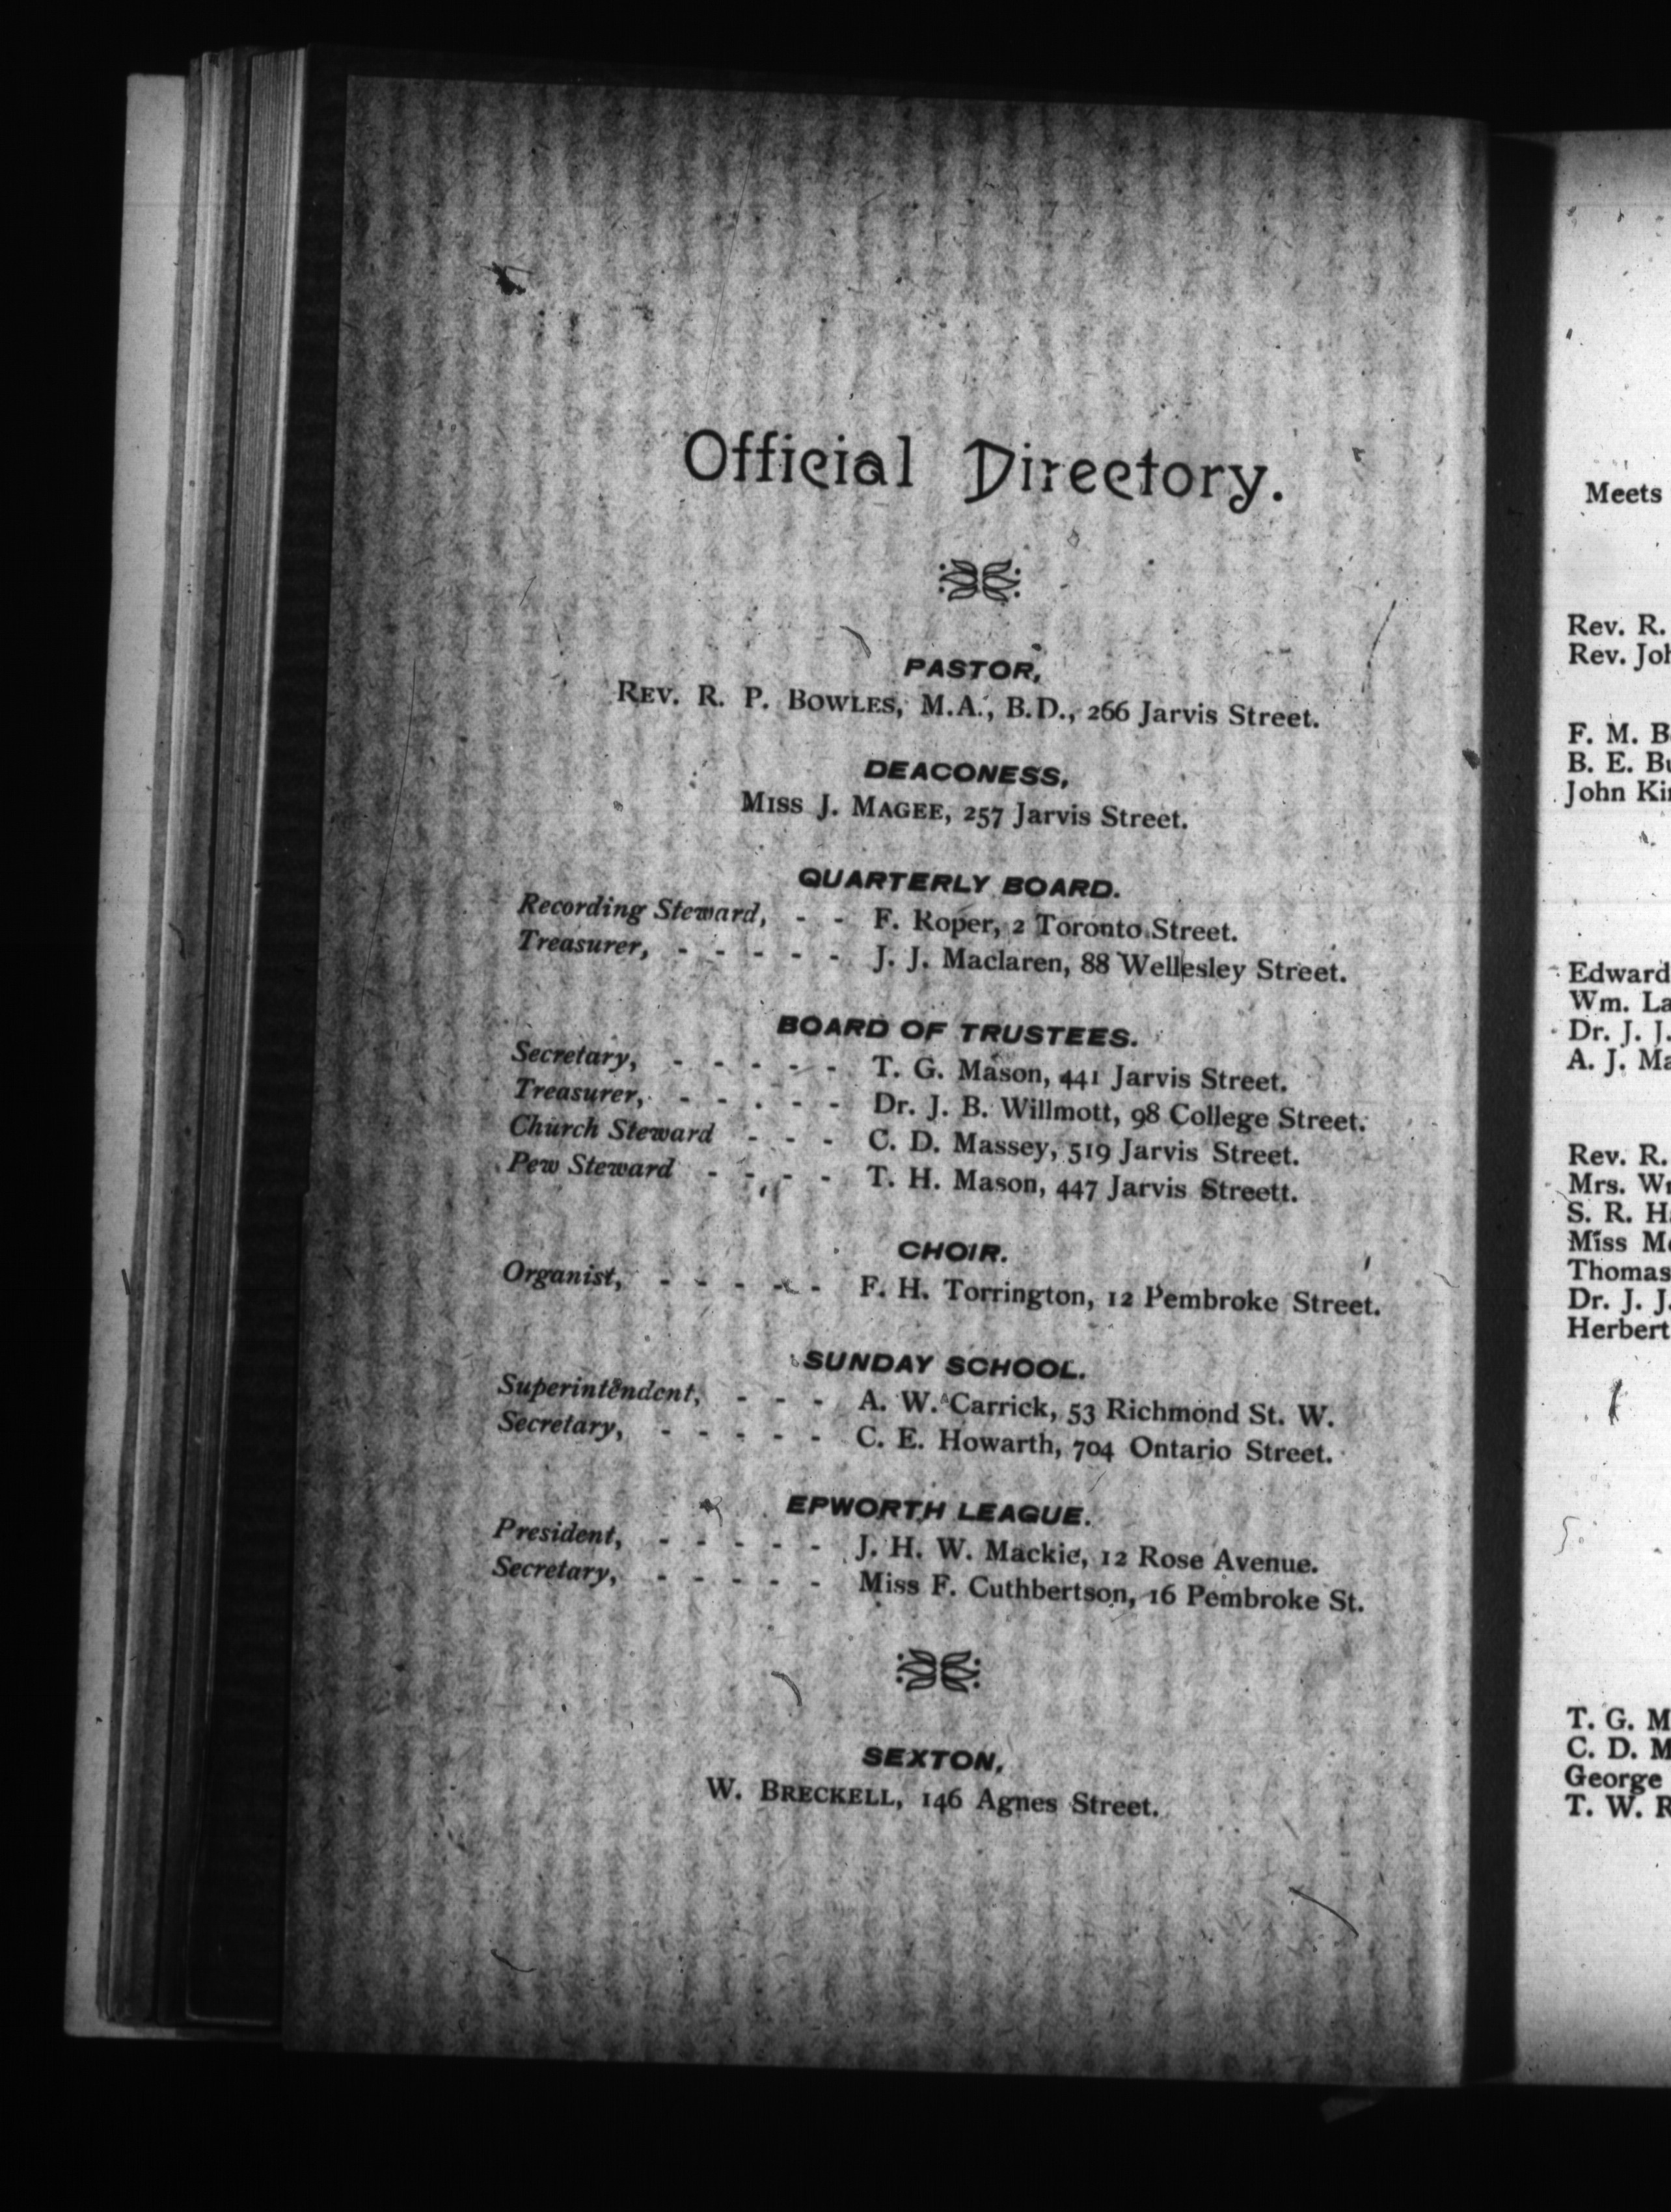 Official Directory.
PASTOR,
REV. R. P. BOWLES, M.A., B.D., 266 Jarvis Street.
DEACONESS,
MISS J. MAGEE, 257 Jarvis Street.
QUARTERLY BOARD.
Recording Steward, - - F. Roper, 2 Toronto Street.
Treasurer, - - - - - J. J. Maclaren, 88 Wellesley Street.
BOARD OF TRUSTEES.
Secretary, - - - - - T. G. Mason, 441 Jarvis Street.
Treasurer, - - - - - Dr. J. B. Willmott, 98 College Street.
Church Steward - - - C. D. Massey, 519 Jarvis Street.
Pew Steward - - - - T. H. Mason, 447 Jarvis Streett.
CHOIR.
Organist, - - - - - F. H. Torrington, 12 Pembroke Street.
SUNDAY SCHOOL.
Superintendent, - - - A. W. Carrick, 53 Richmond St. W.
Secretary, - - - - - C. E. Howarth, 704 Ontario Street.
EPWORTH LEAGUE.
President, - - - - - J. H. W. Mackie, 12 Rose Avenue.
Secretary, - - - - - Miss F. Cuthbertson, 16 Pembroke St.
SEXTON,
W. BRECKELL, 146 Agnes Street.
Meets
Rev. R.
Rev.
F. M.
B. E.
John
Edward
Wm.
Dr. J. J.
A. J.
Rev. R.
Mrs.
S. R.
Miss
Thomas
Dr. J. J.
Herbert
T. G.
C. D.
George
T. W.